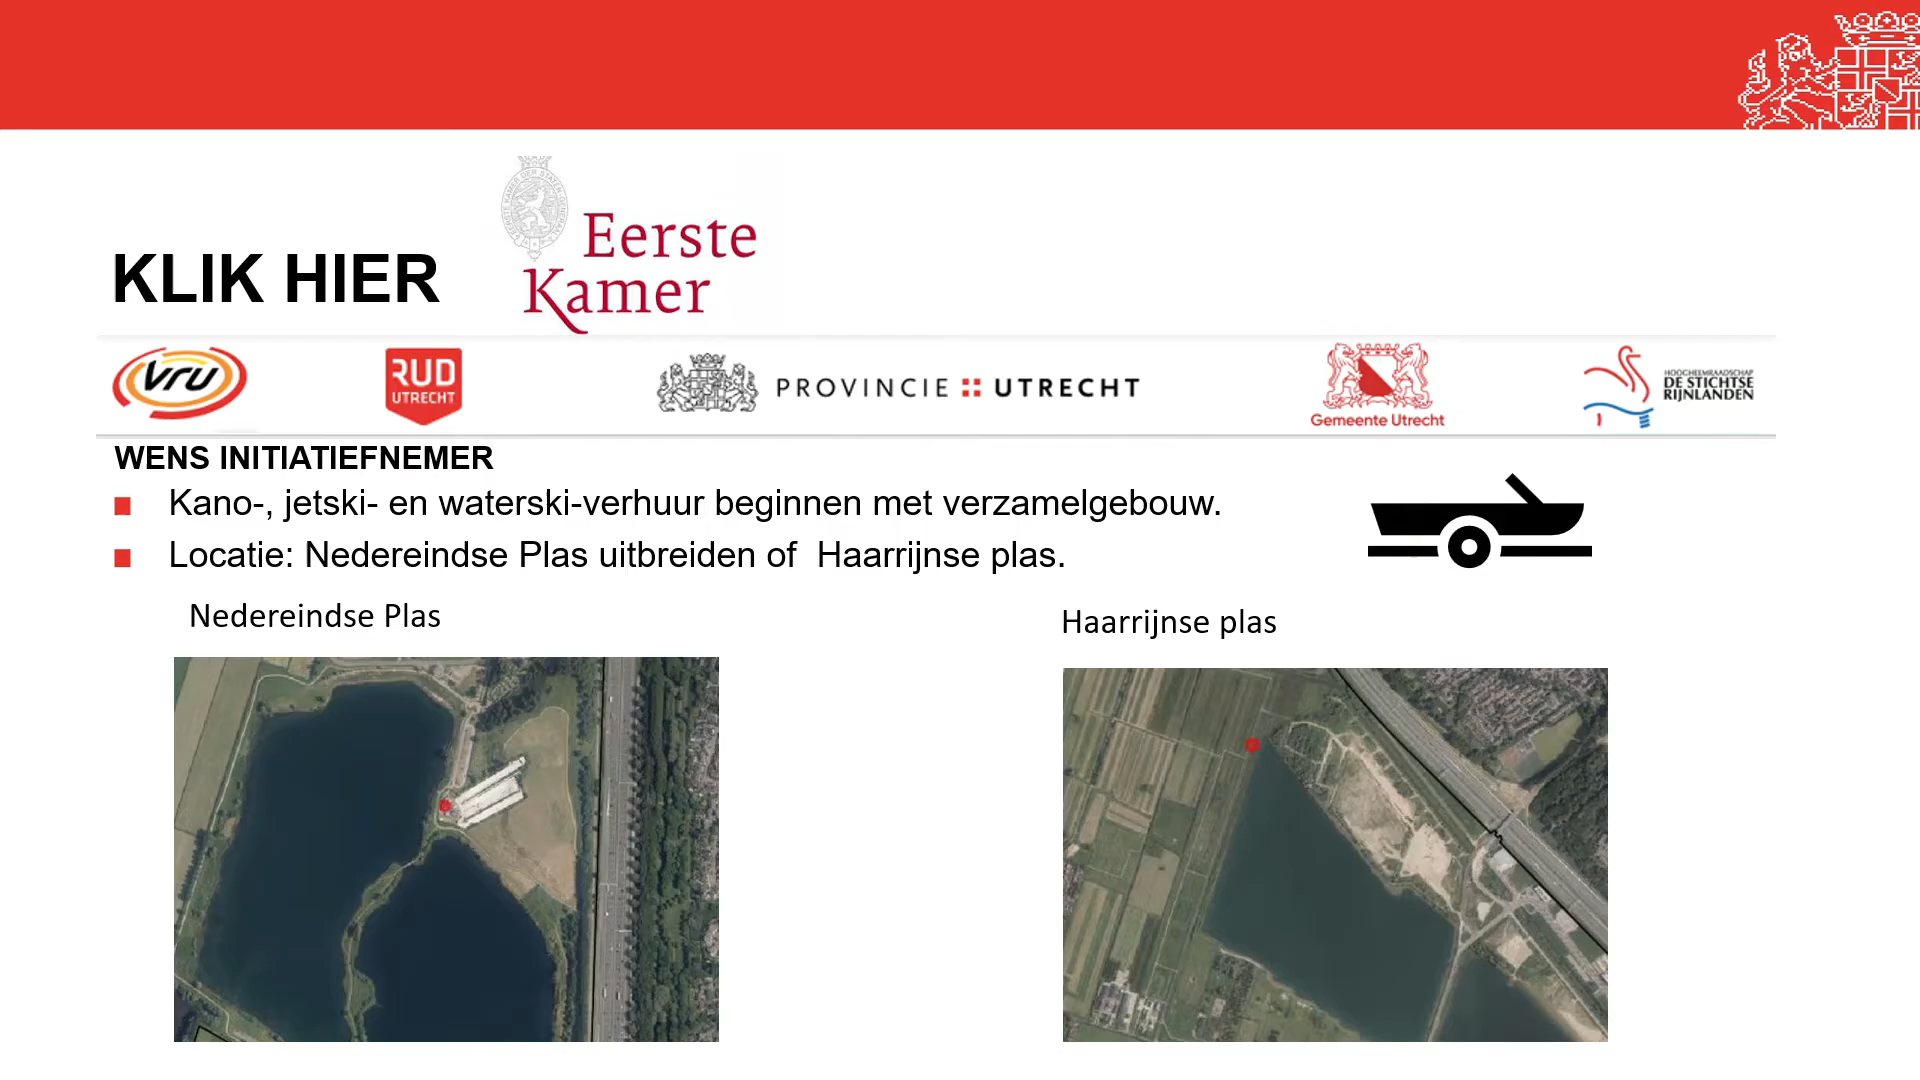 Eerste
Kamer
KLIK HIER
Vru
RUD
UTRECHT
PROVINCIE UTRECHT
Gemeente Utrecht
HOOGHEEMRAADSCHAP
DE STICHTSE
RIJNLANDEN
WENS INITIATIEFNEMER
Kano-, jetski- en waterski-verhuur beginnen met verzamelgebouw.
Locatie: Nedereindse Plas uitbreiden of  Haarrijnse plas.
Nedereindse Plas
Haarrijnse plas